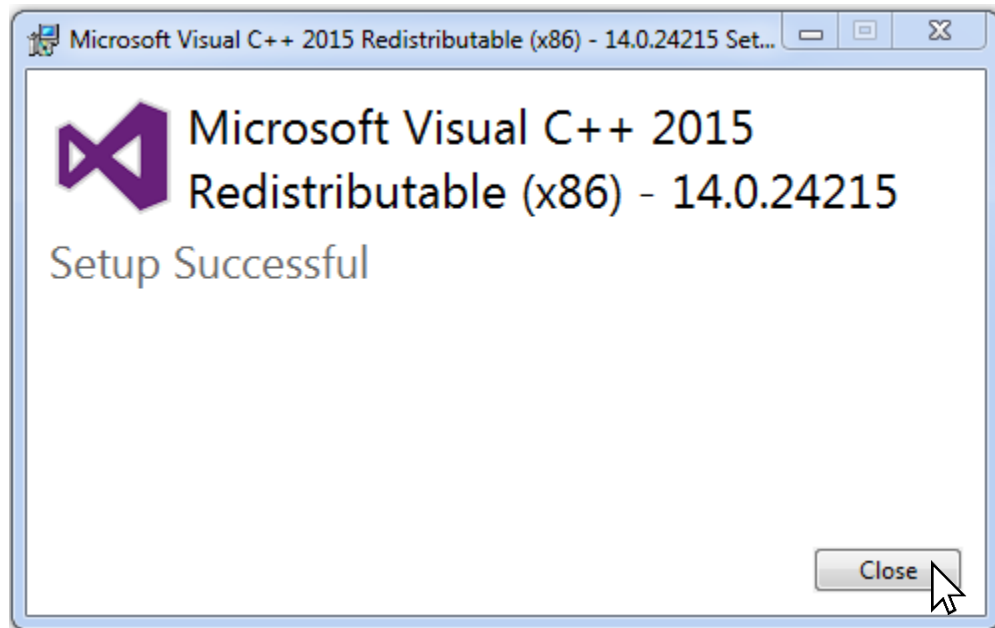 Microsoft Visual C++ 2015 Redistributable (x86) - 14.0.24215 Set...
Microsoft Visual C++ 2015
Redistributable (x86) - 14.0.24215
Setup Successful
Close